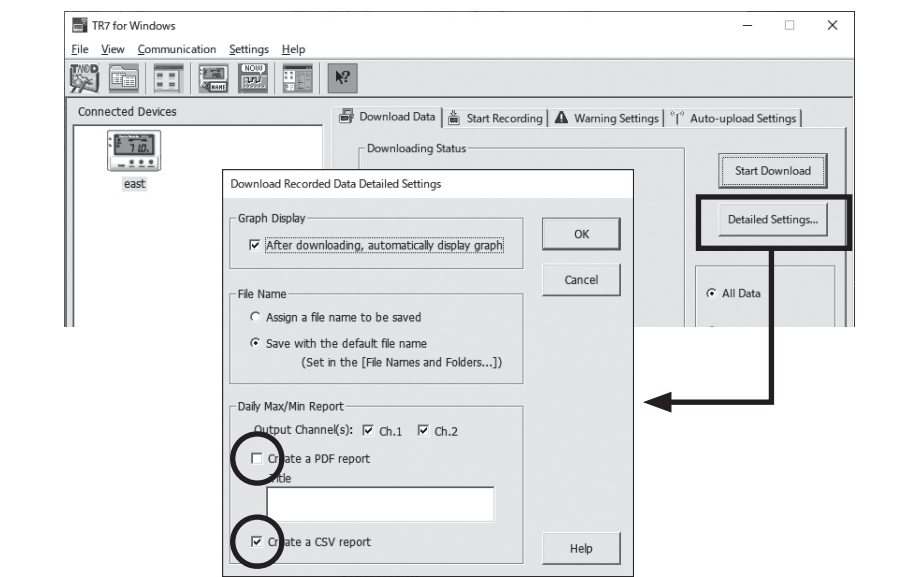 TR7 for Windows
File View Communication Settings Help
TandD
NAME
NOW
Connected Devices
Download Data Start Recording Warning Settings Auto-upload Settings
Downloading Status
Start Download
east
Download Recorded Data Detailed Settings
Detailed Settings...
Graph Display
After downloading, automatically display graph
OK
Cancel
All Data
File Name
Assign a file name to be saved
Save with the default file name
(Set in the [File Names and Folders...])
Daily Max/Min Report
Output Channel(s): Ch.1 Ch.2
Create a PDF report
Title
Create a CSV report
Help